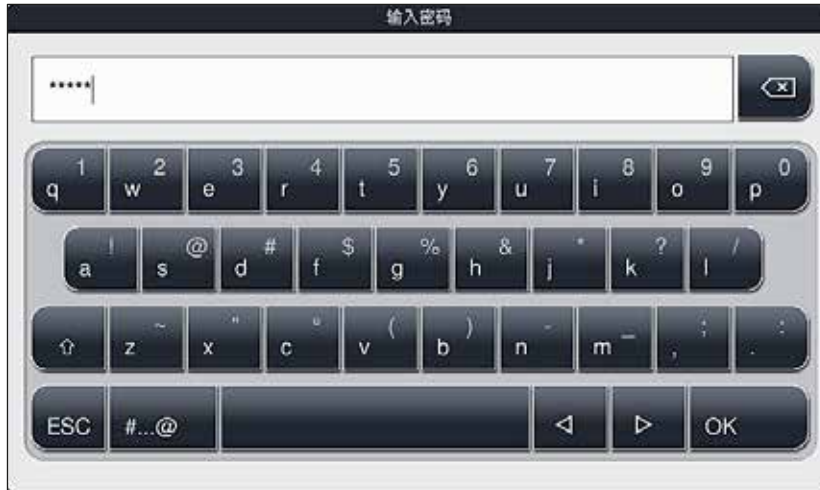 输入密码
*****
1 2 3 4 5 6 7 8 9 0
q w e r t y u i o p
! @ # $ % & * ? /
a s d f g h j k l
~ " ( ) - _ ; :
z x c v b n m , .
ESC #...@ OK